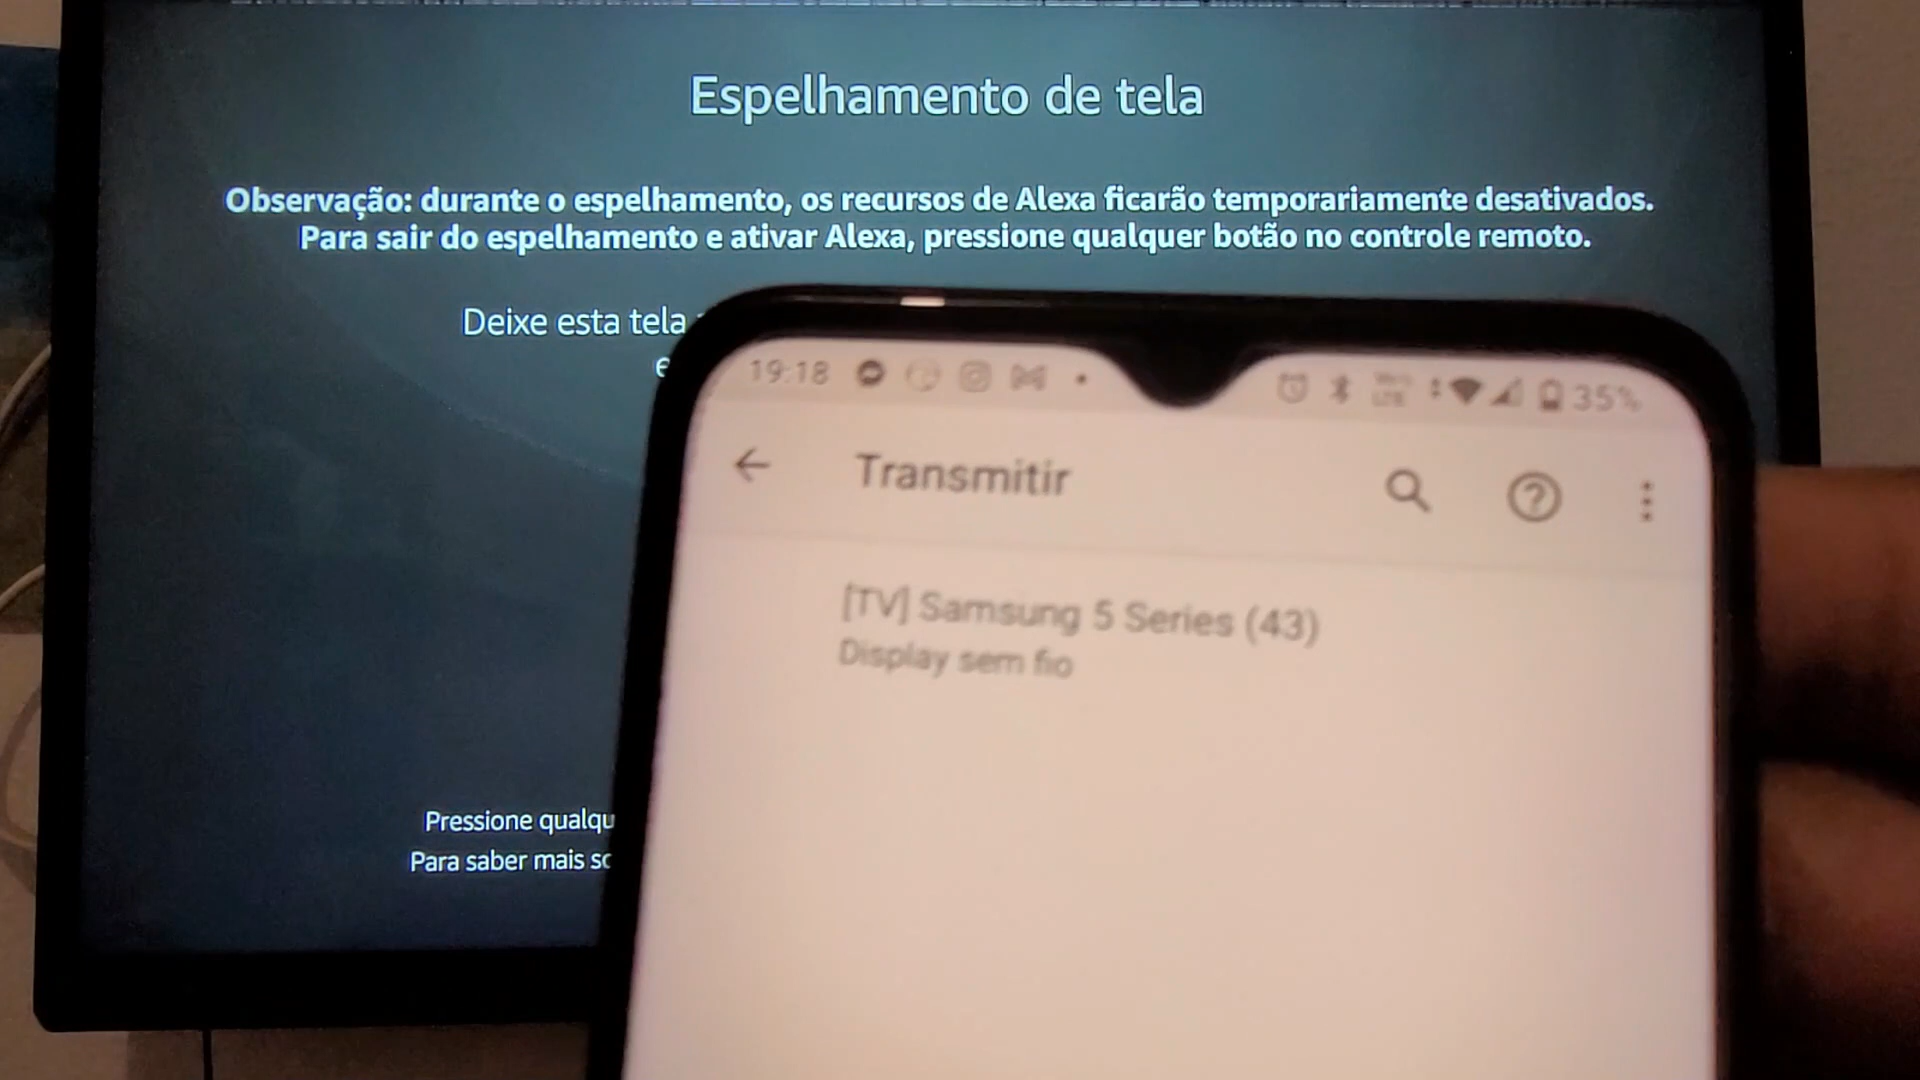 Espelhamento de tela
Observação: durante o espelhamento, os recursos de Alexa ficarão temporariamente desativados.
Para sair do espelhamento e ativar Alexa, pressione qualquer botão no controle remoto.
Deixe esta tela
e
19:18
35%
Transmitir
[TV] Samsung 5 Series (43)
Display sem fio
Pressione qualqu
Para saber mais so